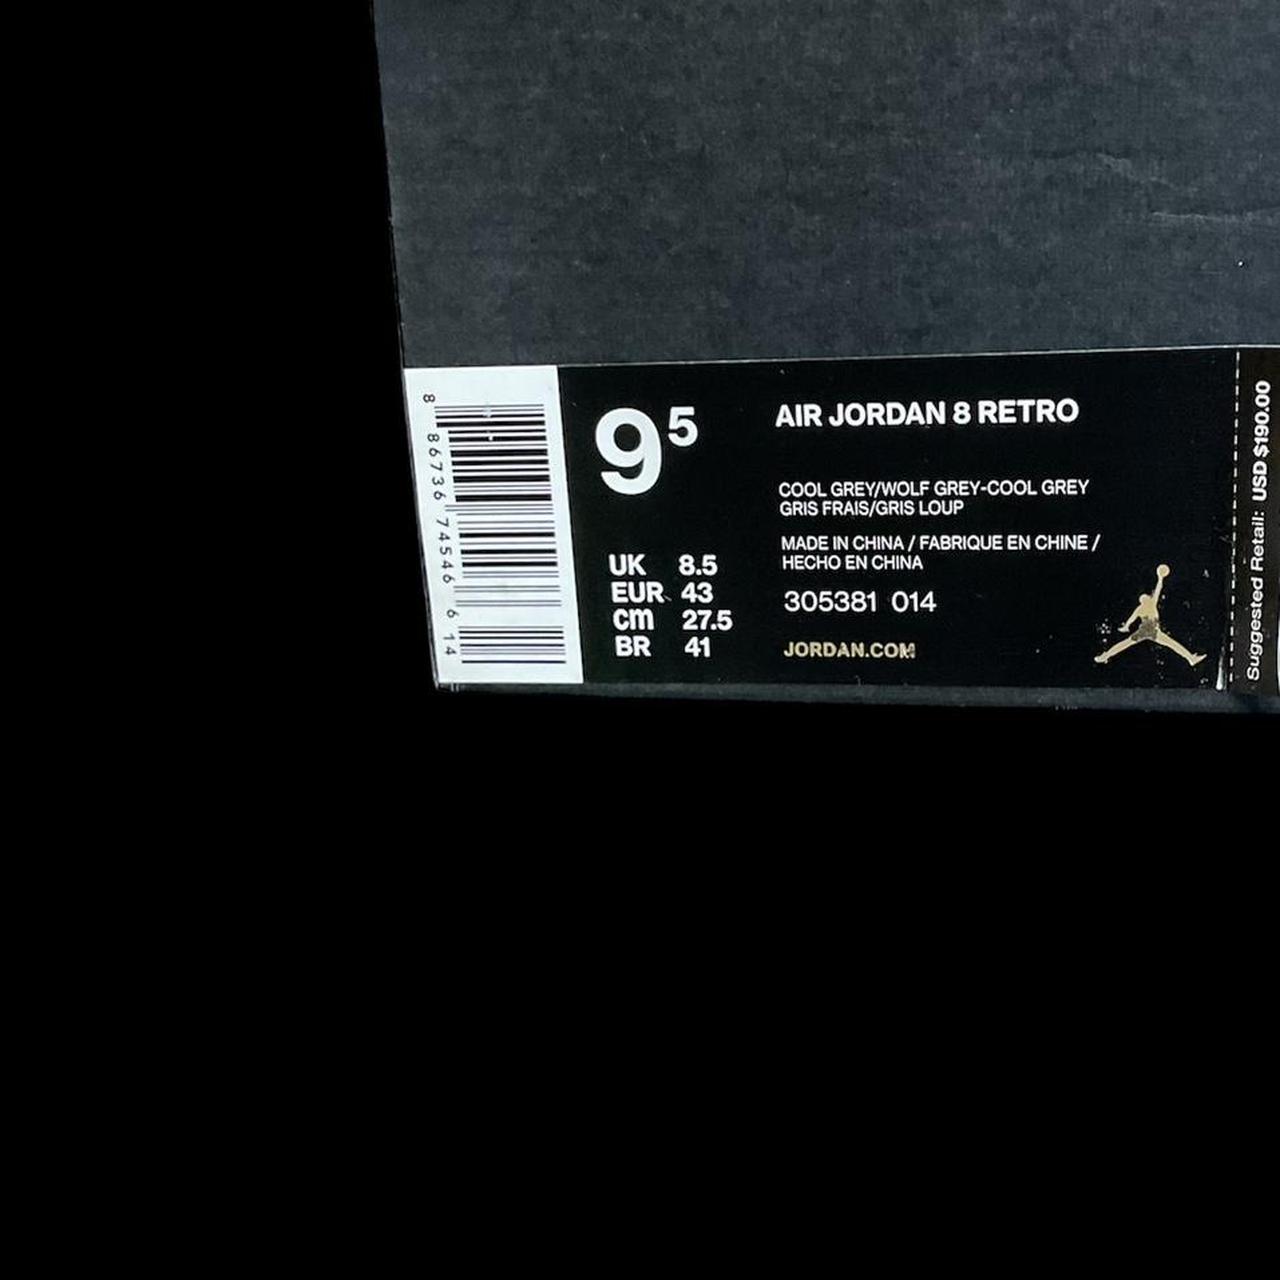 8 86736 74546 6 14
9 5
UK 8.5
EUR 43
cm 27.5
BR 41
AIR JORDAN 8 RETRO
COOL GREY/WOLF GREY-COOL GREY
GRIS FRAIS/GRIS LOUP
MADE IN CHINA / FABRIQUE EN CHINE /
HECHO EN CHINA
305381 014
JORDAN.COM
Suggested Retail: USD $190.00